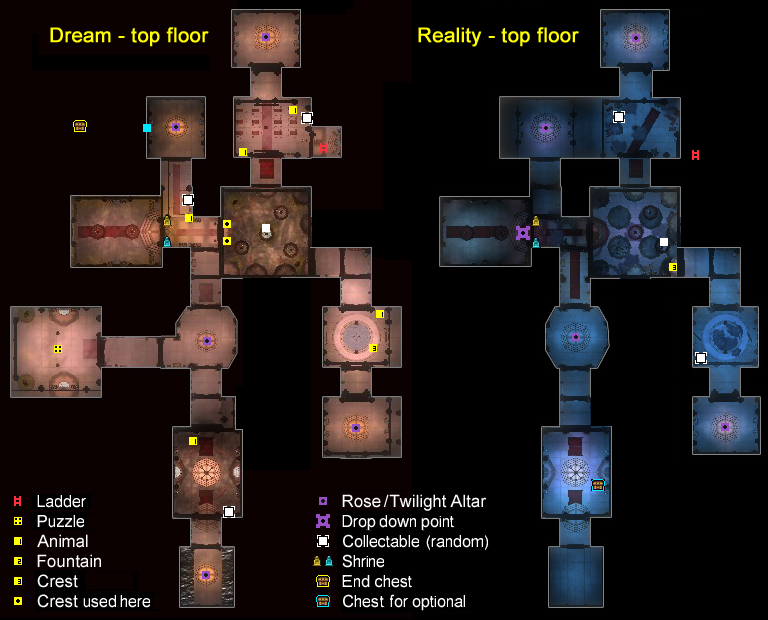 Dream - top floor
Reality - top floor
Ladder
Puzzle
Animal
Fountain
Crest
Crest used here
Rose/Twilight Altar
Drop down point
Collectable (random)
Shrine
End chest
Chest for optional